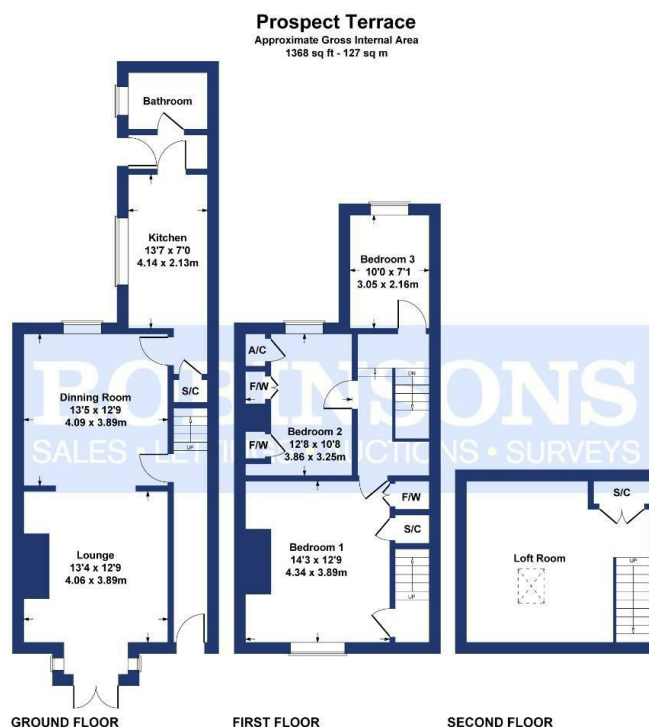 Prospect Terrace
Approximate Gross Internal Area
1368 sq ft - 127 sq m
Bathroom
Kitchen
13'7 x 7'0
4.14 x 2.13m
S/C
UP
Dinning Room
13'5 x 12'9
4.09 x 3.89m
Lounge
13'4 x 12'9
4.06 x 3.89m
GROUND FLOOR
Bedroom 3
10'0 x 7'1
3.05 x 2.16m
A/C
F/W
DN
Bedroom 2
12'8 x 10'8
3.86 x 3.25m
F/W
F/W
S/C
Bedroom 1
14'3 x 12'9
4.34 x 3.89m
UP
FIRST FLOOR
S/C
Loft Room
UP
SECOND FLOOR
ROBINSONS
SALES • AUCTIONS • SURVEYS